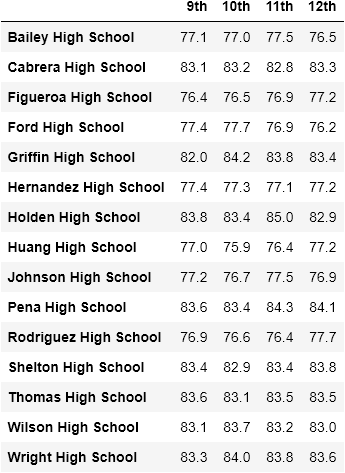 9th 10th 11th 12th
Bailey High School 77.1 77.0 77.5 76.5
Cabrera High School 83.1 83.2 82.8 83.3
Figueroa High School 76.4 76.5 76.9 77.2
Ford High School 77.4 77.7 76.9 76.2
Griffin High School 82.0 84.2 83.8 83.4
Hernandez High School 77.4 77.3 77.1 77.2
Holden High School 83.8 83.4 85.0 82.9
Huang High School 77.0 75.9 76.4 77.2
Johnson High School 77.2 76.7 77.5 76.9
Pena High School 83.6 83.4 84.3 84.1
Rodriguez High School 76.9 76.6 76.4 77.7
Shelton High School 83.4 82.9 83.4 83.8
Thomas High School 83.6 83.1 83.5 83.5
Wilson High School 83.1 83.7 83.2 83.0
Wright High School 83.3 84.0 83.8 83.6